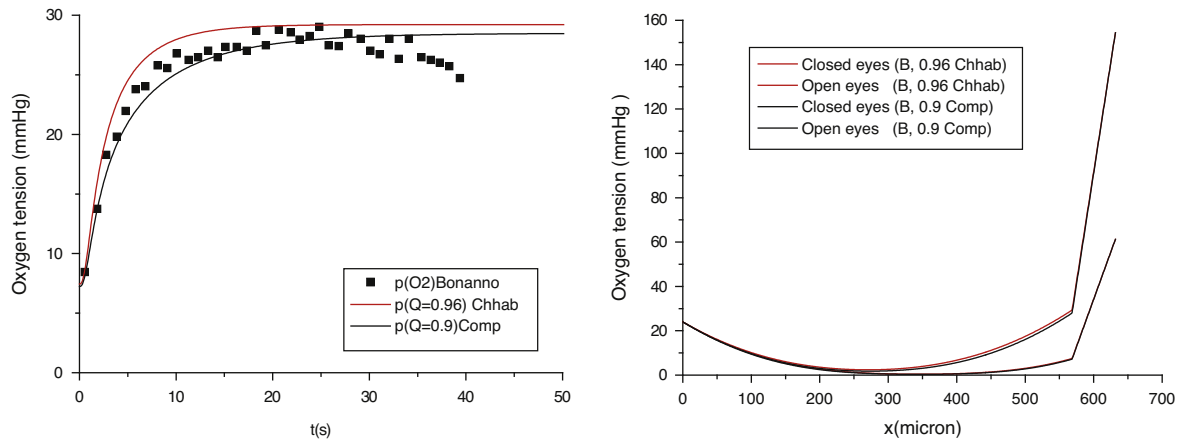 Oxygen tension (mmHg)
30
20
10
0
0 10 20 30 40 50
t(s)
p(O2)Bonanno
p(Q=0.96) Chhab
p(Q=0.9)Comp
Oxygen tension (mmHg )
160
140
120
100
80
60
40
20
0
0 100 200 300 400 500 600 700
x(micron)
Closed eyes (B, 0.96 Chhab)
Open eyes (B, 0.96 Chhab)
Closed eyes (B, 0.9 Comp)
Open eyes (B, 0.9 Comp)